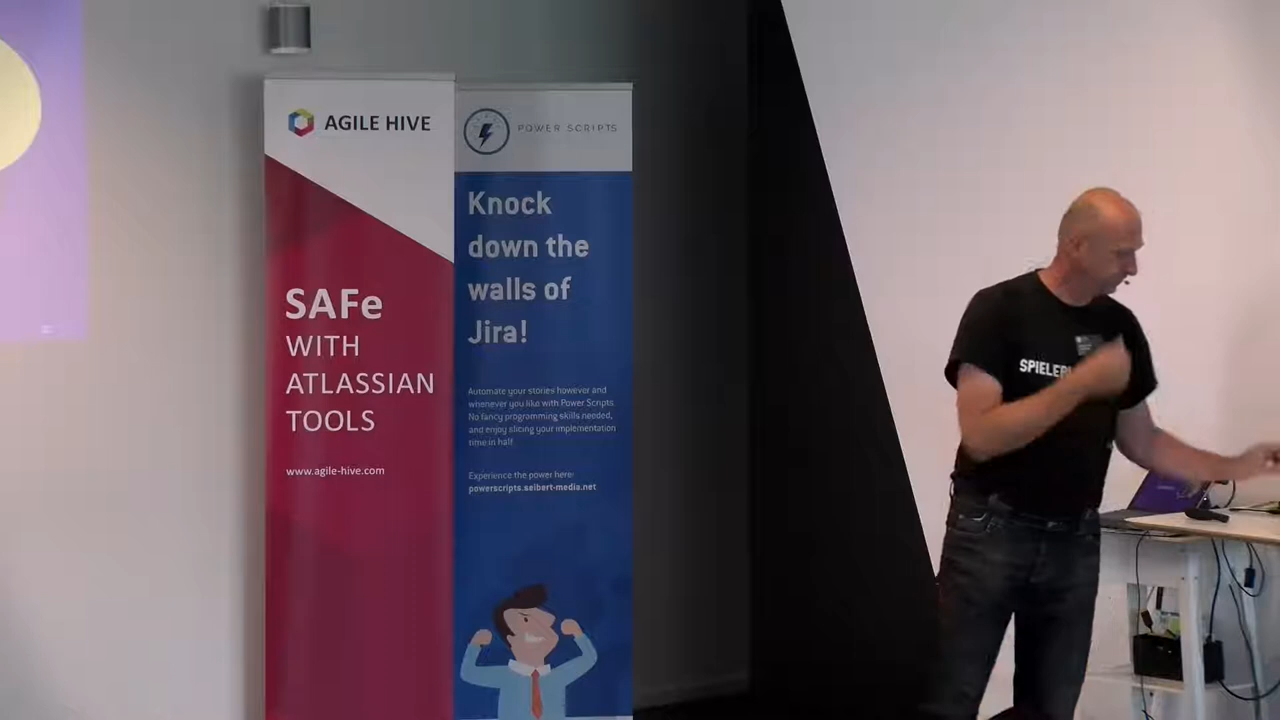 AGILE HIVE
SAFe
WITH
ATLASSIAN
TOOLS
www.agile-hive.com
POWER SCRIPTS
Knock
down the
walls of
Jira!
Automate your stories however and
whenever you like with Power Scripts.
No fancy programming skills needed,
and enjoy slicing your implementation
time in half.
Experience the power here:
powerscripts.seibert-media.net